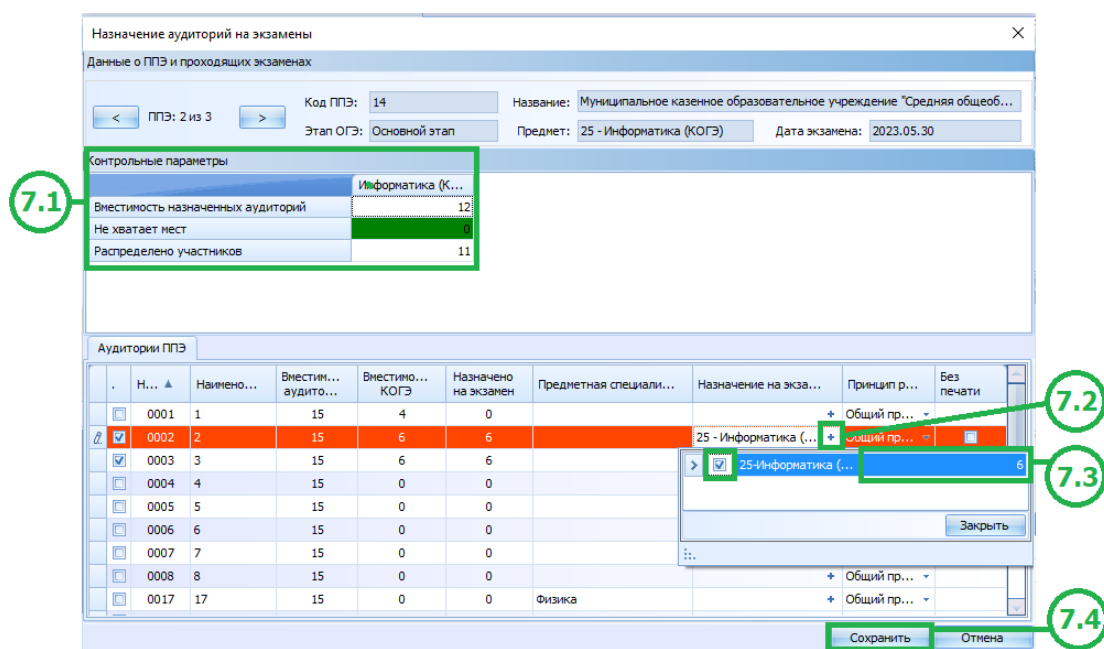 Назначение аудиторий на экзамены
Данные о ППЭ и проходящих экзаменах
< ППЭ: 2 из 3 >
Код ППЭ: 14
Название: Муниципальное казенное образовательное учреждение "Средняя общеоб...
Этап ОГЭ: Основной этап
Предмет: 25 - Информатика (КОГЭ)
Дата экзамена: 2023.05.30
Контрольные параметры
7.1
Информатика (К...
Вместимость назначенных аудиторий 12
Не хватает мест 0
Распределено участников 11
Аудитории ППЭ
. Н... Наимено... Вместим... аудито... Вместимо... КОГЭ Назначено на экзамен Предметная специали... Назначение на экза... Принцип р... Без печати
7.2
0001 1 15 4 0 + Общий пр...
0002 2 15 6 6 25 - Информатика (... + Общий пр...
0003 3 15 6 6
> 25-Информатика (... 6
7.3
0004 4 15 0 0
0005 5 15 0 0
0006 6 15 0 0
Закрыть
0007 7 15 0 0
0008 8 15 0 0 + Общий пр...
0017 17 15 0 0 Физика + Общий пр...
7.4
Сохранить Отмена